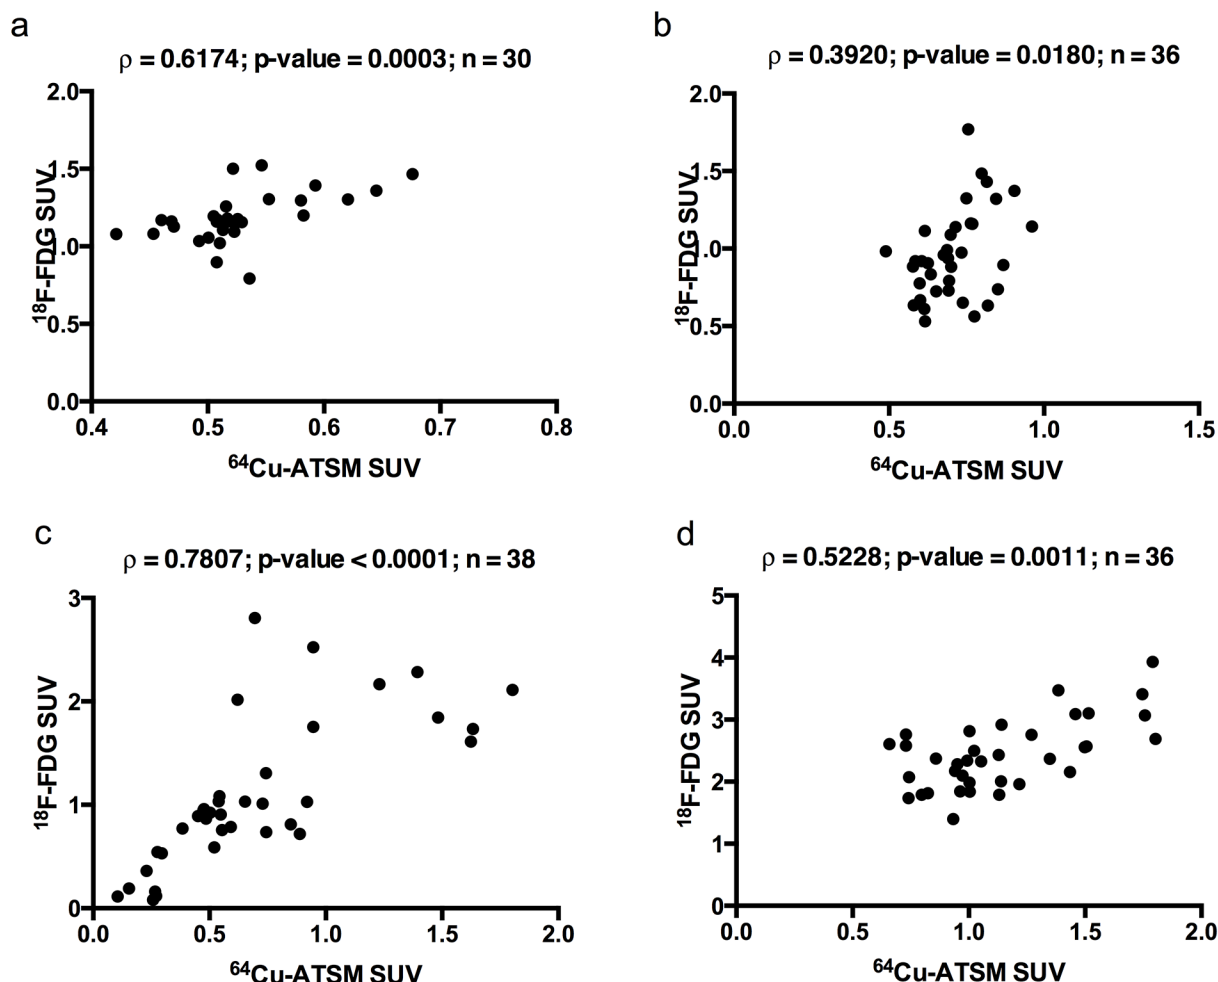 a
ρ = 0.6174; p-value = 0.0003; n = 30
2.0
1.5
1.0
0.5
0.0
18F-FDG SUV
0.4 0.5 0.6 0.7 0.8
64Cu-ATSM SUV
b
ρ = 0.3920; p-value = 0.0180; n = 36
2.0
1.5
1.0
0.5
0.0
18F-FDG SUV
0.0 0.5 1.0 1.5
64Cu-ATSM SUV
c
ρ = 0.7807; p-value < 0.0001; n = 38
3
2
1
0
18F-FDG SUV
0.0 0.5 1.0 1.5 2.0
64Cu-ATSM SUV
d
ρ = 0.5228; p-value = 0.0011; n = 36
5
4
3
2
1
0
18F-FDG SUV
0.0 0.5 1.0 1.5 2.0
64Cu-ATSM SUV